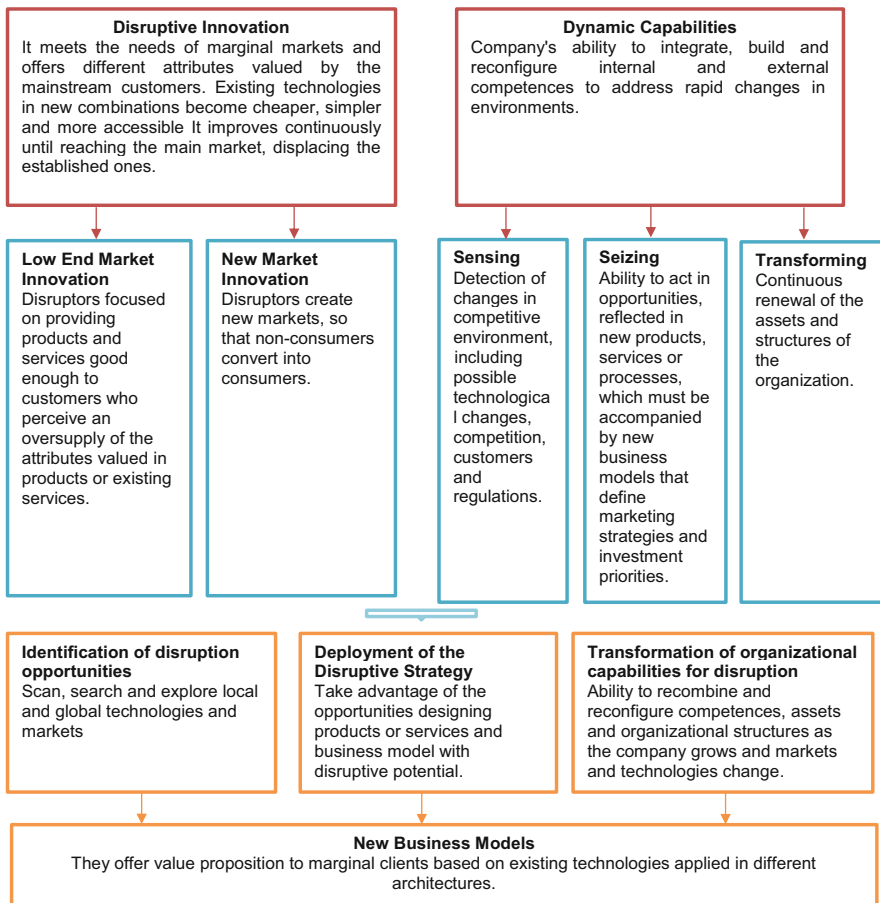 Disruptive Innovation
It meets the needs of marginal markets and
offers different attributes valued by the
mainstream customers. Existing technologies
in new combinations become cheaper, simpler
and more accessible It improves continuously
until reaching the main market, displacing the
established ones.
Dynamic Capabilities
Company's ability to integrate, build and
reconfigure internal and external
competences to address rapid changes in
environments.
Low End Market
Innovation
Disruptors focused
on providing
products and
services good
enough to
customers who
perceive an
oversupply of the
attributes valued in
products or existing
services.
New Market
Innovation
Disruptors create
new markets, so
that non-consumers
convert into
consumers.
Sensing
Detection of
changes in
competitive
environment,
including
possible
technologica
l changes,
competition,
customers
and
regulations.
Seizing
Ability to act in
opportunities,
reflected in
new products,
services or
processes,
which must be
accompanied
by new
business
models that
define
marketing
strategies and
investment
priorities.
Transforming
Continuous
renewal of the
assets and
structures of
the
organization.
Identification of disruption
opportunities
Scan, search and explore local
and global technologies and
markets
Deployment of the
Disruptive Strategy
Take advantage of the
opportunities designing
products or services and
business model with
disruptive potential.
Transformation of organizational
capabilities for disruption
Ability to recombine and
reconfigure competences, assets
and organizational structures as
the company grows and markets
and technologies change.
New Business Models
They offer value proposition to marginal clients based on existing technologies applied in different
architectures.